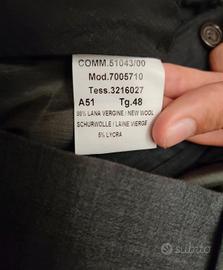 COMM.51043/00
Mod.7005710
Tess.3216027
A51 Tg.48
95% LANA VERGINE / NEW WOOL
SCHURWOLLE / LAINE VIERGE
5% LYCRA
subito